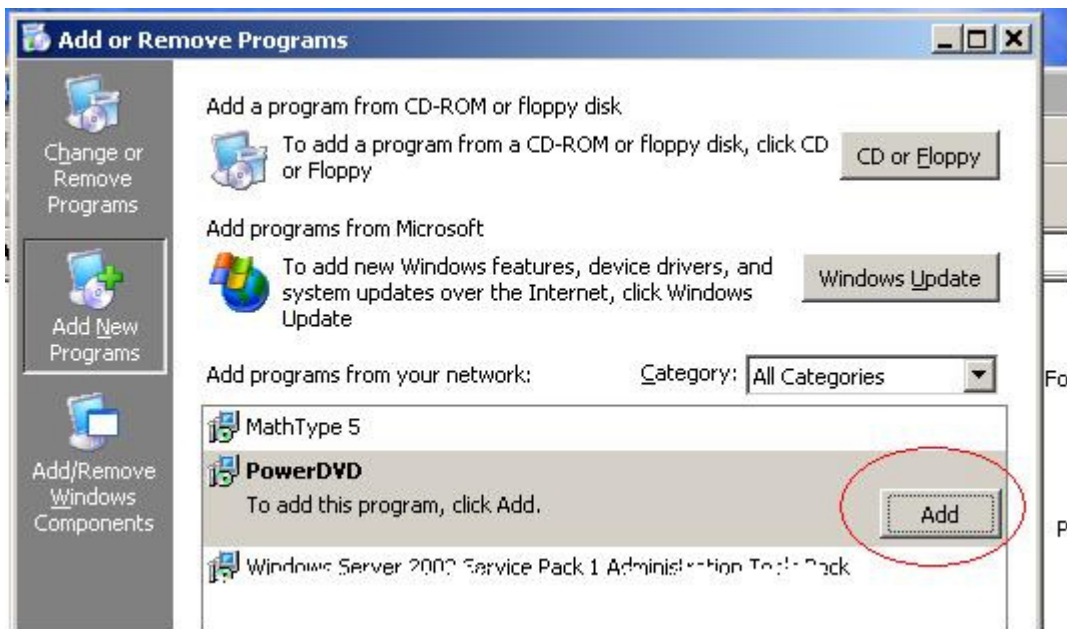 Add or Remove Programs
Change or
Remove
Programs
Add New
Programs
Add/Remove
Windows
Components
Add a program from CD-ROM or floppy disk
To add a program from a CD-ROM or floppy disk, click CD
or Floppy
CD or Floppy
Add programs from Microsoft
To add new Windows features, device drivers, and
system updates over the Internet, click Windows
Update
Windows Update
Add programs from your network:
Category:
All Categories
MathType 5
PowerDVD
To add this program, click Add.
Add
Windows Server Service Pack 1 Administration Pack
Fo
P